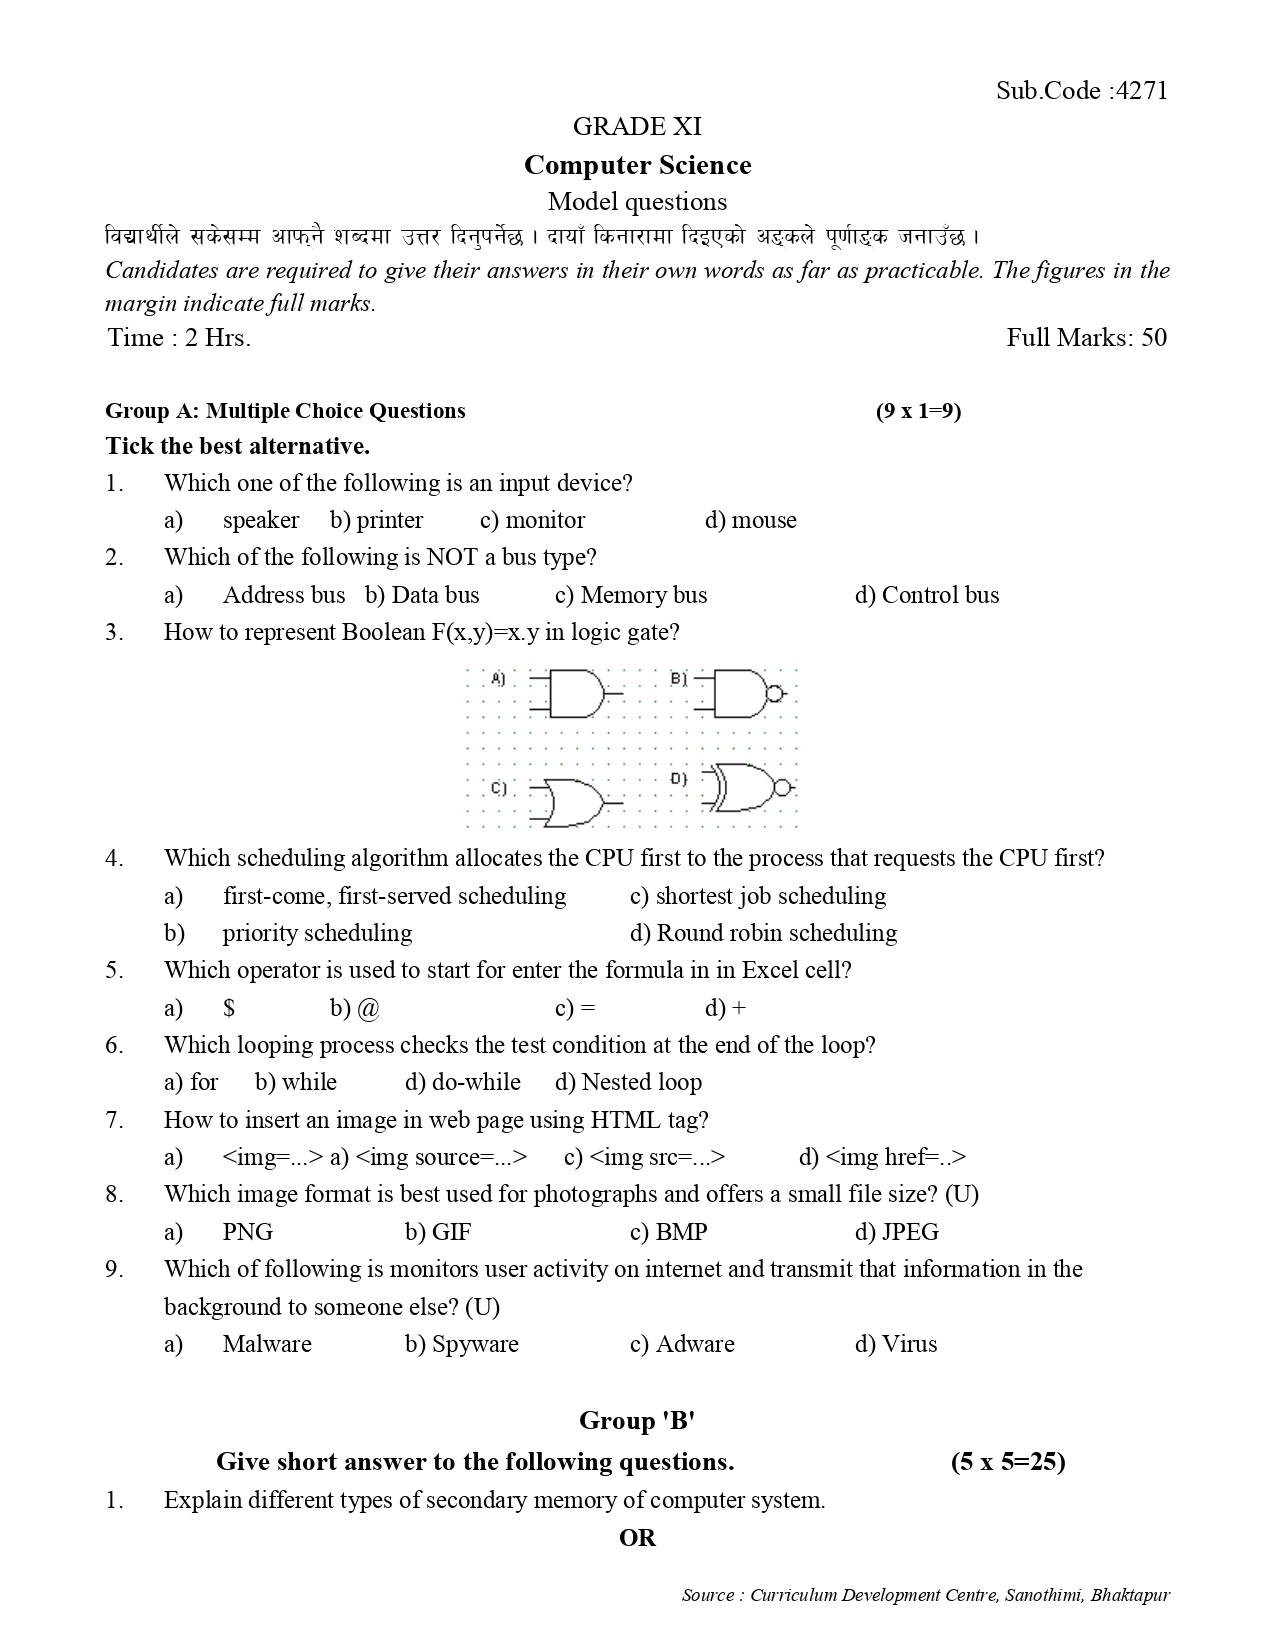 Sub.Code :4271
GRADE XI
Computer Science
Model questions
विद्यार्थीले सकेसम्म आफ्नै शब्दमा उत्तर दिनुपर्नेछ । दायाँ किनारामा दिइएको अङ्कले पूर्णाङ्क जनाउँछ ।
Candidates are required to give their answers in their own words as far as practicable. The figures in the
margin indicate full marks.
Time : 2 Hrs. Full Marks: 50
Group A: Multiple Choice Questions (9 x 1=9)
Tick the best alternative.
1. Which one of the following is an input device?
a) speaker b) printer c) monitor d) mouse
2. Which of the following is NOT a bus type?
a) Address bus b) Data bus c) Memory bus d) Control bus
3. How to represent Boolean F(x,y)=x.y in logic gate?
A) B)
C) D)
4. Which scheduling algorithm allocates the CPU first to the process that requests the CPU first?
a) first-come, first-served scheduling c) shortest job scheduling
b) priority scheduling d) Round robin scheduling
5. Which operator is used to start for enter the formula in in Excel cell?
a) $ b) @ c) = d) +
6. Which looping process checks the test condition at the end of the loop?
a) for b) while d) do-while d) Nested loop
7. How to insert an image in web page using HTML tag?
a) <img=...> a) <img source=...> c) <img src=...> d) <img href=..>
8. Which image format is best used for photographs and offers a small file size? (U)
a) PNG b) GIF c) BMP d) JPEG
9. Which of following is monitors user activity on internet and transmit that information in the
background to someone else? (U)
a) Malware b) Spyware c) Adware d) Virus
Group 'B'
Give short answer to the following questions. (5 x 5=25)
1. Explain different types of secondary memory of computer system.
OR
Source : Curriculum Development Centre, Sanothimi, Bhaktapur